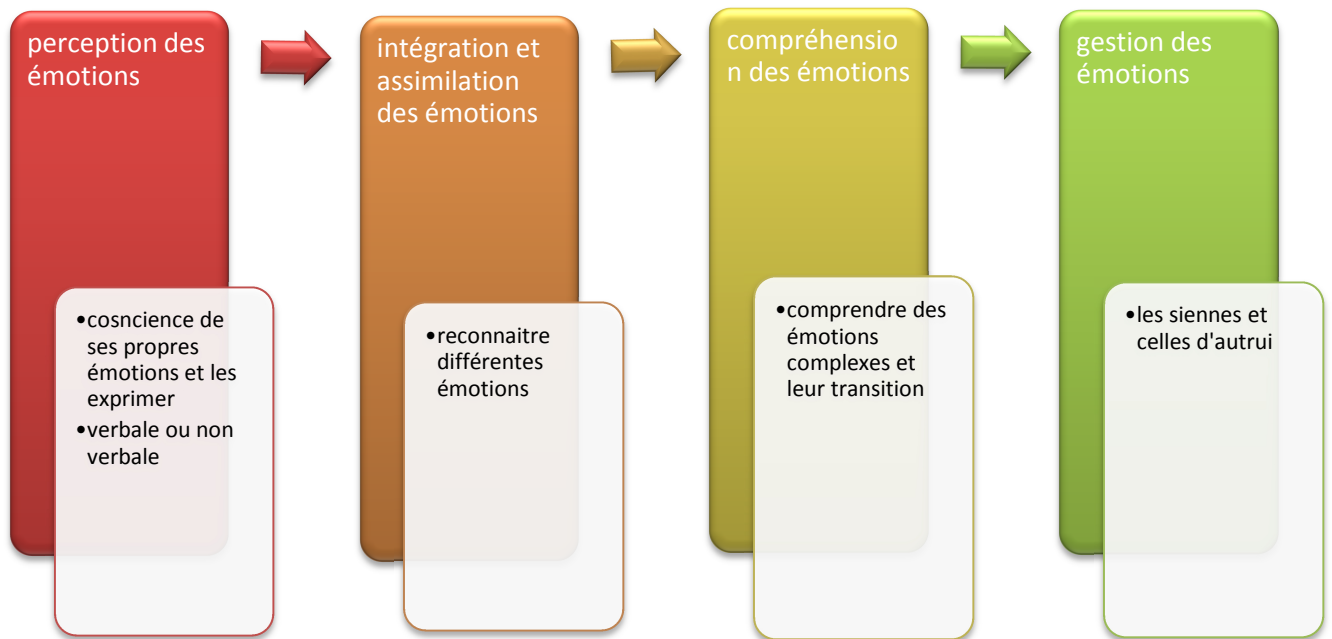 perception des
émotions
•cosncience de
ses propres
émotions et les
exprimer
•verbale ou non
verbale
intégration et
assimilation
des émotions
•reconnaitre
différentes
émotions
compréhensio
n des émotions
•comprendre des
émotions
complexes et
leur transition
gestion des
émotions
•les siennes et
celles d'autrui